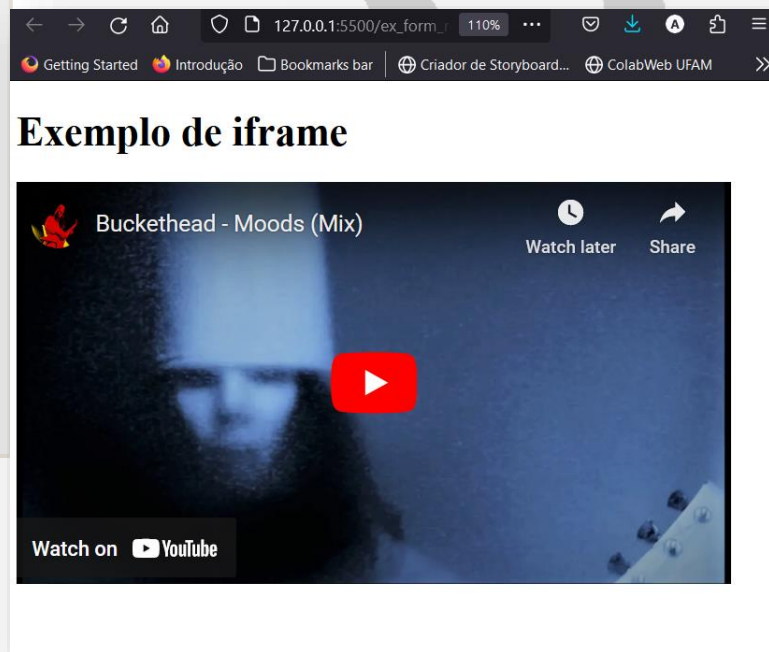 127.0.0.1:5500/ex_form_ 110%
Getting Started Introdução Bookmarks bar Criador de Storyboard... ColabWeb UFAM
Exemplo de iframe
Buckethead - Moods (Mix)
Watch later Share
Watch on YouTube